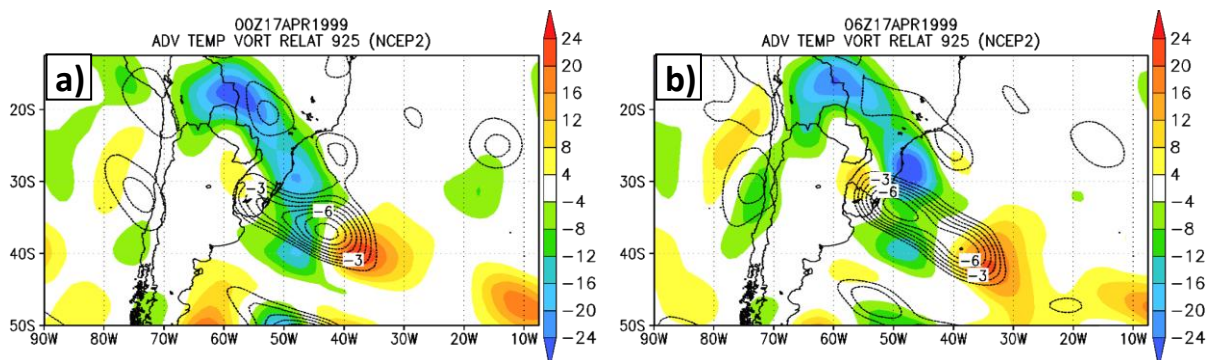 00Z17APR1999
ADV TEMP VORT RELAT 925 (NCEP2)
a)
20S
30S
40S
50S
90W 80W 70W 60W 50W 40W 30W 20W 10W
-3
-6
-3
24
20
16
12
8
4
-4
-8
-12
-16
-20
-24
06Z17APR1999
ADV TEMP VORT RELAT 925 (NCEP2)
b)
20S
30S
40S
50S
90W 80W 70W 60W 50W 40W 30W 20W 10W
-3
-6
-6
-3
24
20
16
12
8
4
-4
-8
-12
-16
-20
-24